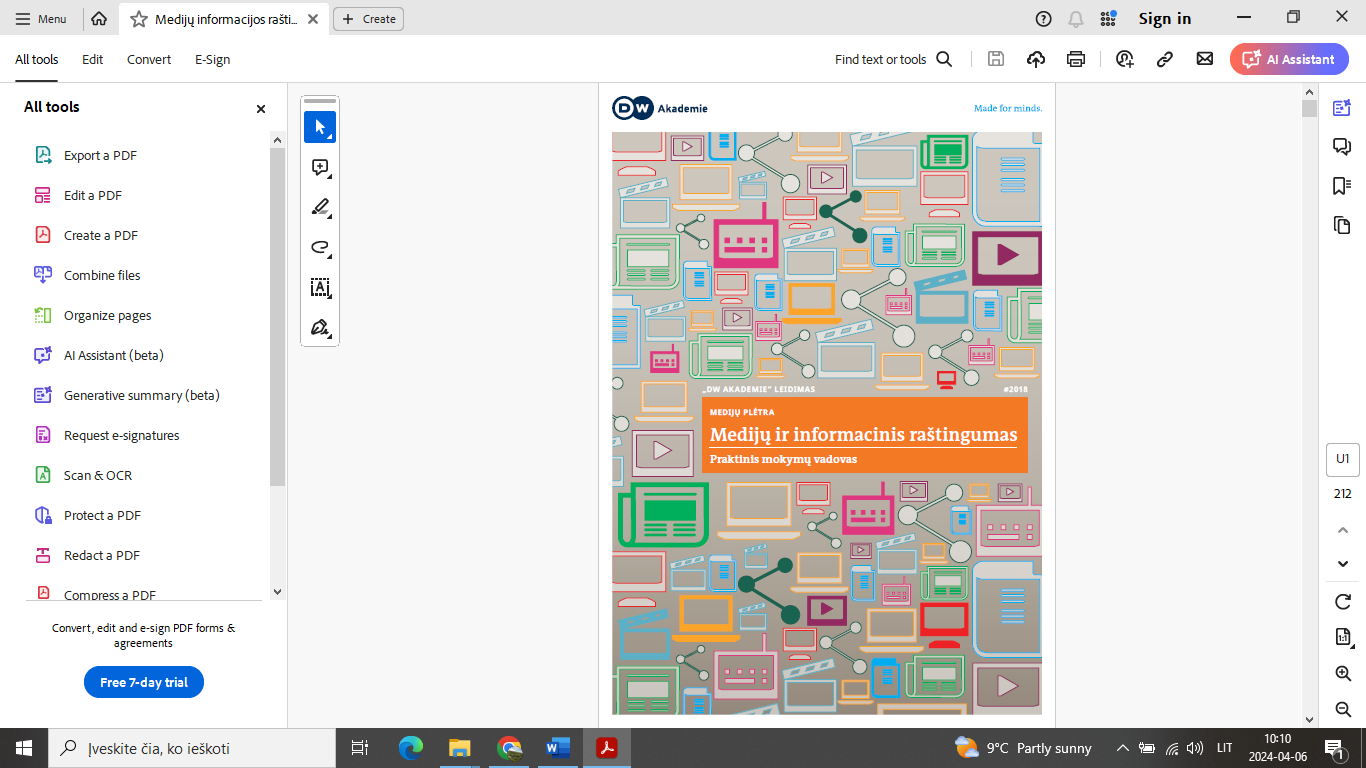 Menu
Medijų informacijos rašti...
Create
Sign in
All tools
Edit
Convert
E-Sign
Find text or tools
AI Assistant
All tools
Export a PDF
Edit a PDF
Create a PDF
Combine files
Organize pages
AI Assistant (beta)
Generative summary (beta)
Request e-signatures
Scan & OCR
Protect a PDF
Redact a PDF
Compress a PDF
Convert, edit and e-sign PDF forms &
agreements
Free 7-day trial
DW Akademie
Made for minds.
„DW AKADEMIE“ LEIDIMAS
#2018
MEDIJŲ PLĖTRA
Medijų ir informacinis raštingumas
Praktinis mokymų vadovas
U1
212
1:1
Įveskite čia, ko ieškoti
9°C Partly sunny
LIT
10:10
2024-04-06
1